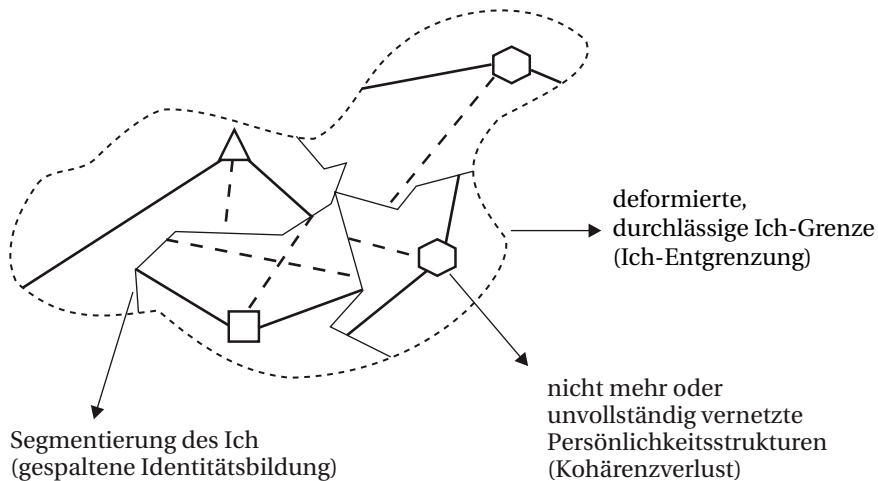 deformierte,
durchlässige Ich-Grenze
(Ich-Entgrenzung)
nicht mehr oder
unvollständig vernetzte
Persönlichkeitsstrukturen
(Kohärenzverlust)
Segmentierung des Ich
(gespaltene Identitätsbildung)